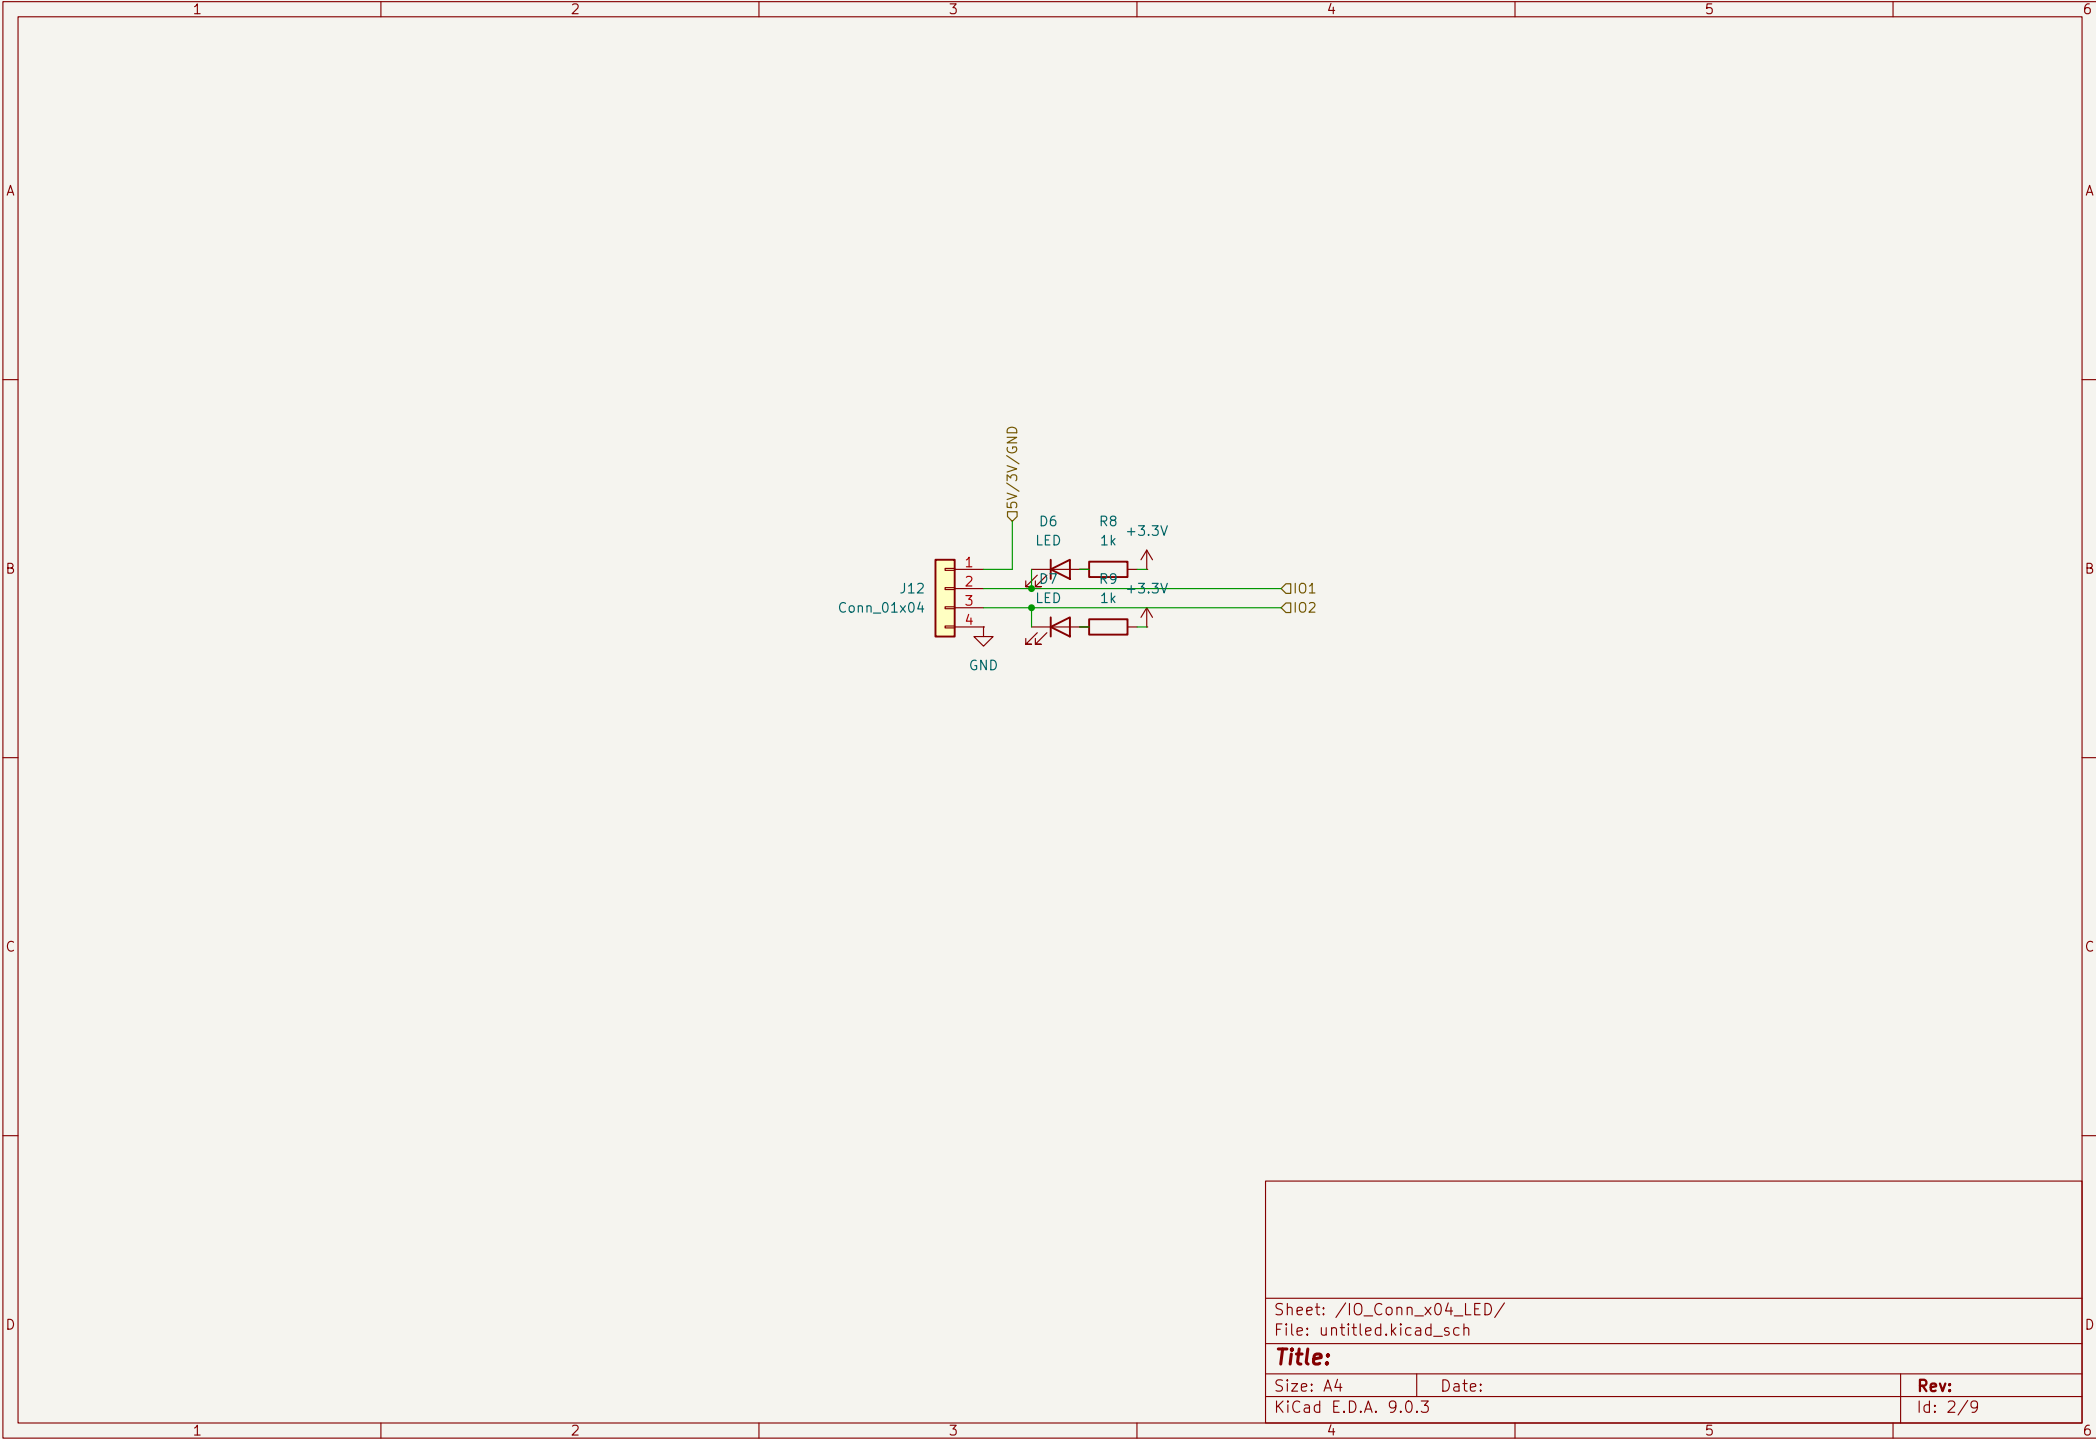 1 2 3 4 5 6
A A
5V/3V/GND
D6 R8
+3.3V
LED 1k
B B
1
D7 R9
2
J12 +3.3V IO1
LED 1k
3
Conn_01x04 IO2
4
GND
C C
Sheet: /IO_Conn_x04_LED/
D D
File: untitled.kicad_sch
Title:
Size: A4 Date: Rev:
KiCad E.D.A. 9.0.3 Id: 2/9
1 2 3 4 5 6